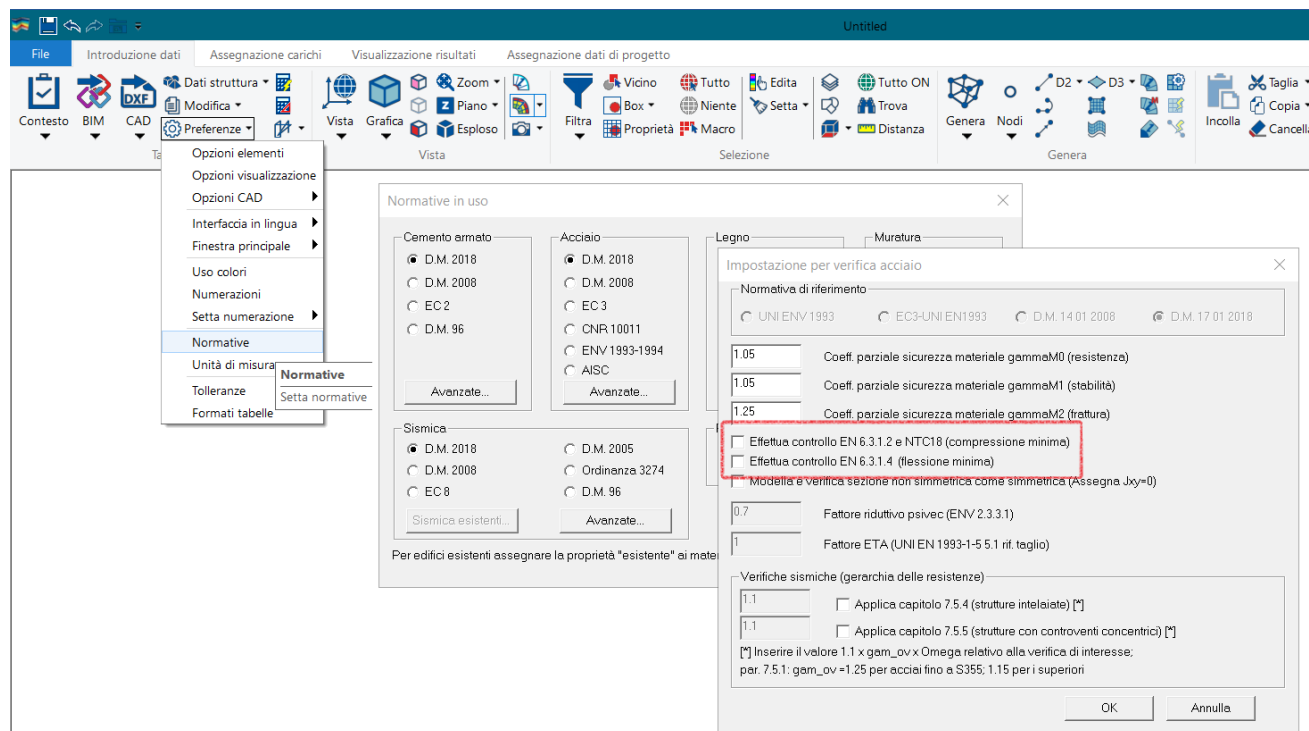 Untitled
File Introduzione dati Assegnazione carichi Visualizzazione risultati Assegnazione dati di progetto
Contesto BIM CAD DXF Dati struttura Modifica Preferenze
Vista Grafica Zoom Z Piano Esploso
Filtra Vicino Box Proprietà Tutto Niente Macro Edita Setta
Tutto ON Trova Distanza
Genera Nodi D2 D3
Incolla Taglia Copia
Vista Selezione Genera
Opzioni elementi
Opzioni visualizzazione
Opzioni CAD
Interfaccia in lingua
Finestra principale
Uso colori
Numerazioni
Setta numerazione
Normative
Unità di misura
Tolleranze
Formati tabelle
Normative
Setta normative
Normative in uso
Cemento armato
D.M. 2018
D.M. 2008
EC 2
D.M. 96
Avanzate...
Acciaio
D.M. 2018
D.M. 2008
EC 3
CNR 10011
ENV 1993-1994
AISC
Avanzate...
Legno
Muratura
Sismica
D.M. 2018
D.M. 2008
EC 8
Sismica esistenti...
D.M. 2005
Ordinanza 3274
D.M. 96
Avanzate...
Per edifici esistenti assegnare la proprietà "esistente" ai
Impostazione per verifica acciaio
Normativa di riferimento
UNI ENV 1993 EC3-UNI EN1993 D.M. 14 01 2008 D.M. 17 01 2018
1.05 Coeff. parziale sicurezza materiale gammaM0 (resistenza)
1.05 Coeff. parziale sicurezza materiale gammaM1 (stabilità)
1.25 Coeff. parziale sicurezza materiale gammaM2 (frattura)
Effettua controllo EN 6.3.1.2 e NTC18 (compressione minima)
Effettua controllo EN 6.3.1.4 (flessione minima)
Modella e verifica sezione non simmetrica come simmetrica (Assegna Jxy=0)
0.7 Fattore riduttivo psivec (ENV 2.3.3.1)
1 Fattore ETA (UNI EN 1993-1-5 5.1 rif. taglio)
Verifiche sismiche (gerarchia delle resistenze)
1.1 Applica capitolo 7.5.4 (strutture intelaiate) [*]
1.1 Applica capitolo 7.5.5 (strutture con controventi concentrici) [*]
[*] Inserire il valore 1.1 x gam_ov x Omega relativo alla verifica di interesse;
par. 7.5.1: gam_ov =1.25 per acciai fino a S355; 1.15 per i superiori
OK Annulla